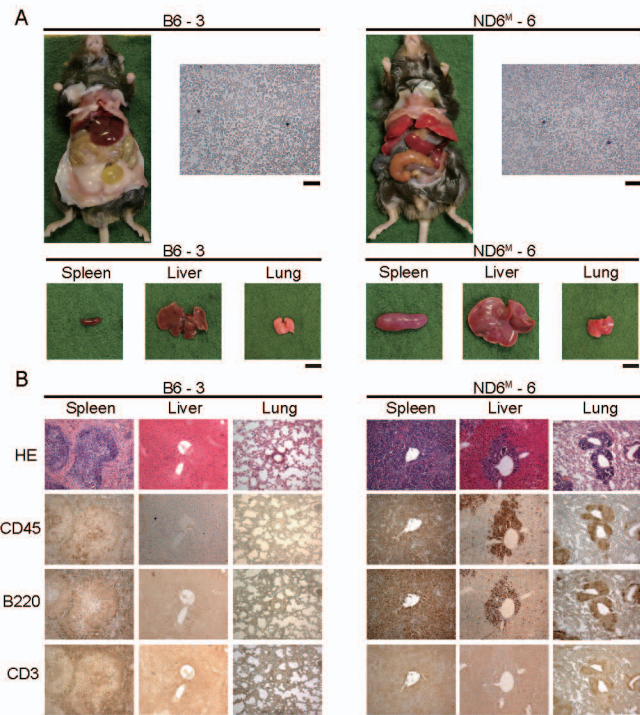 A
B6 - 3
ND6ᴹ - 6
B6 - 3
ND6ᴹ - 6
Spleen Liver Lung Spleen Liver Lung
B
B6 - 3
ND6ᴹ - 6
Spleen Liver Lung Spleen Liver Lung
HE
CD45
B220
CD3